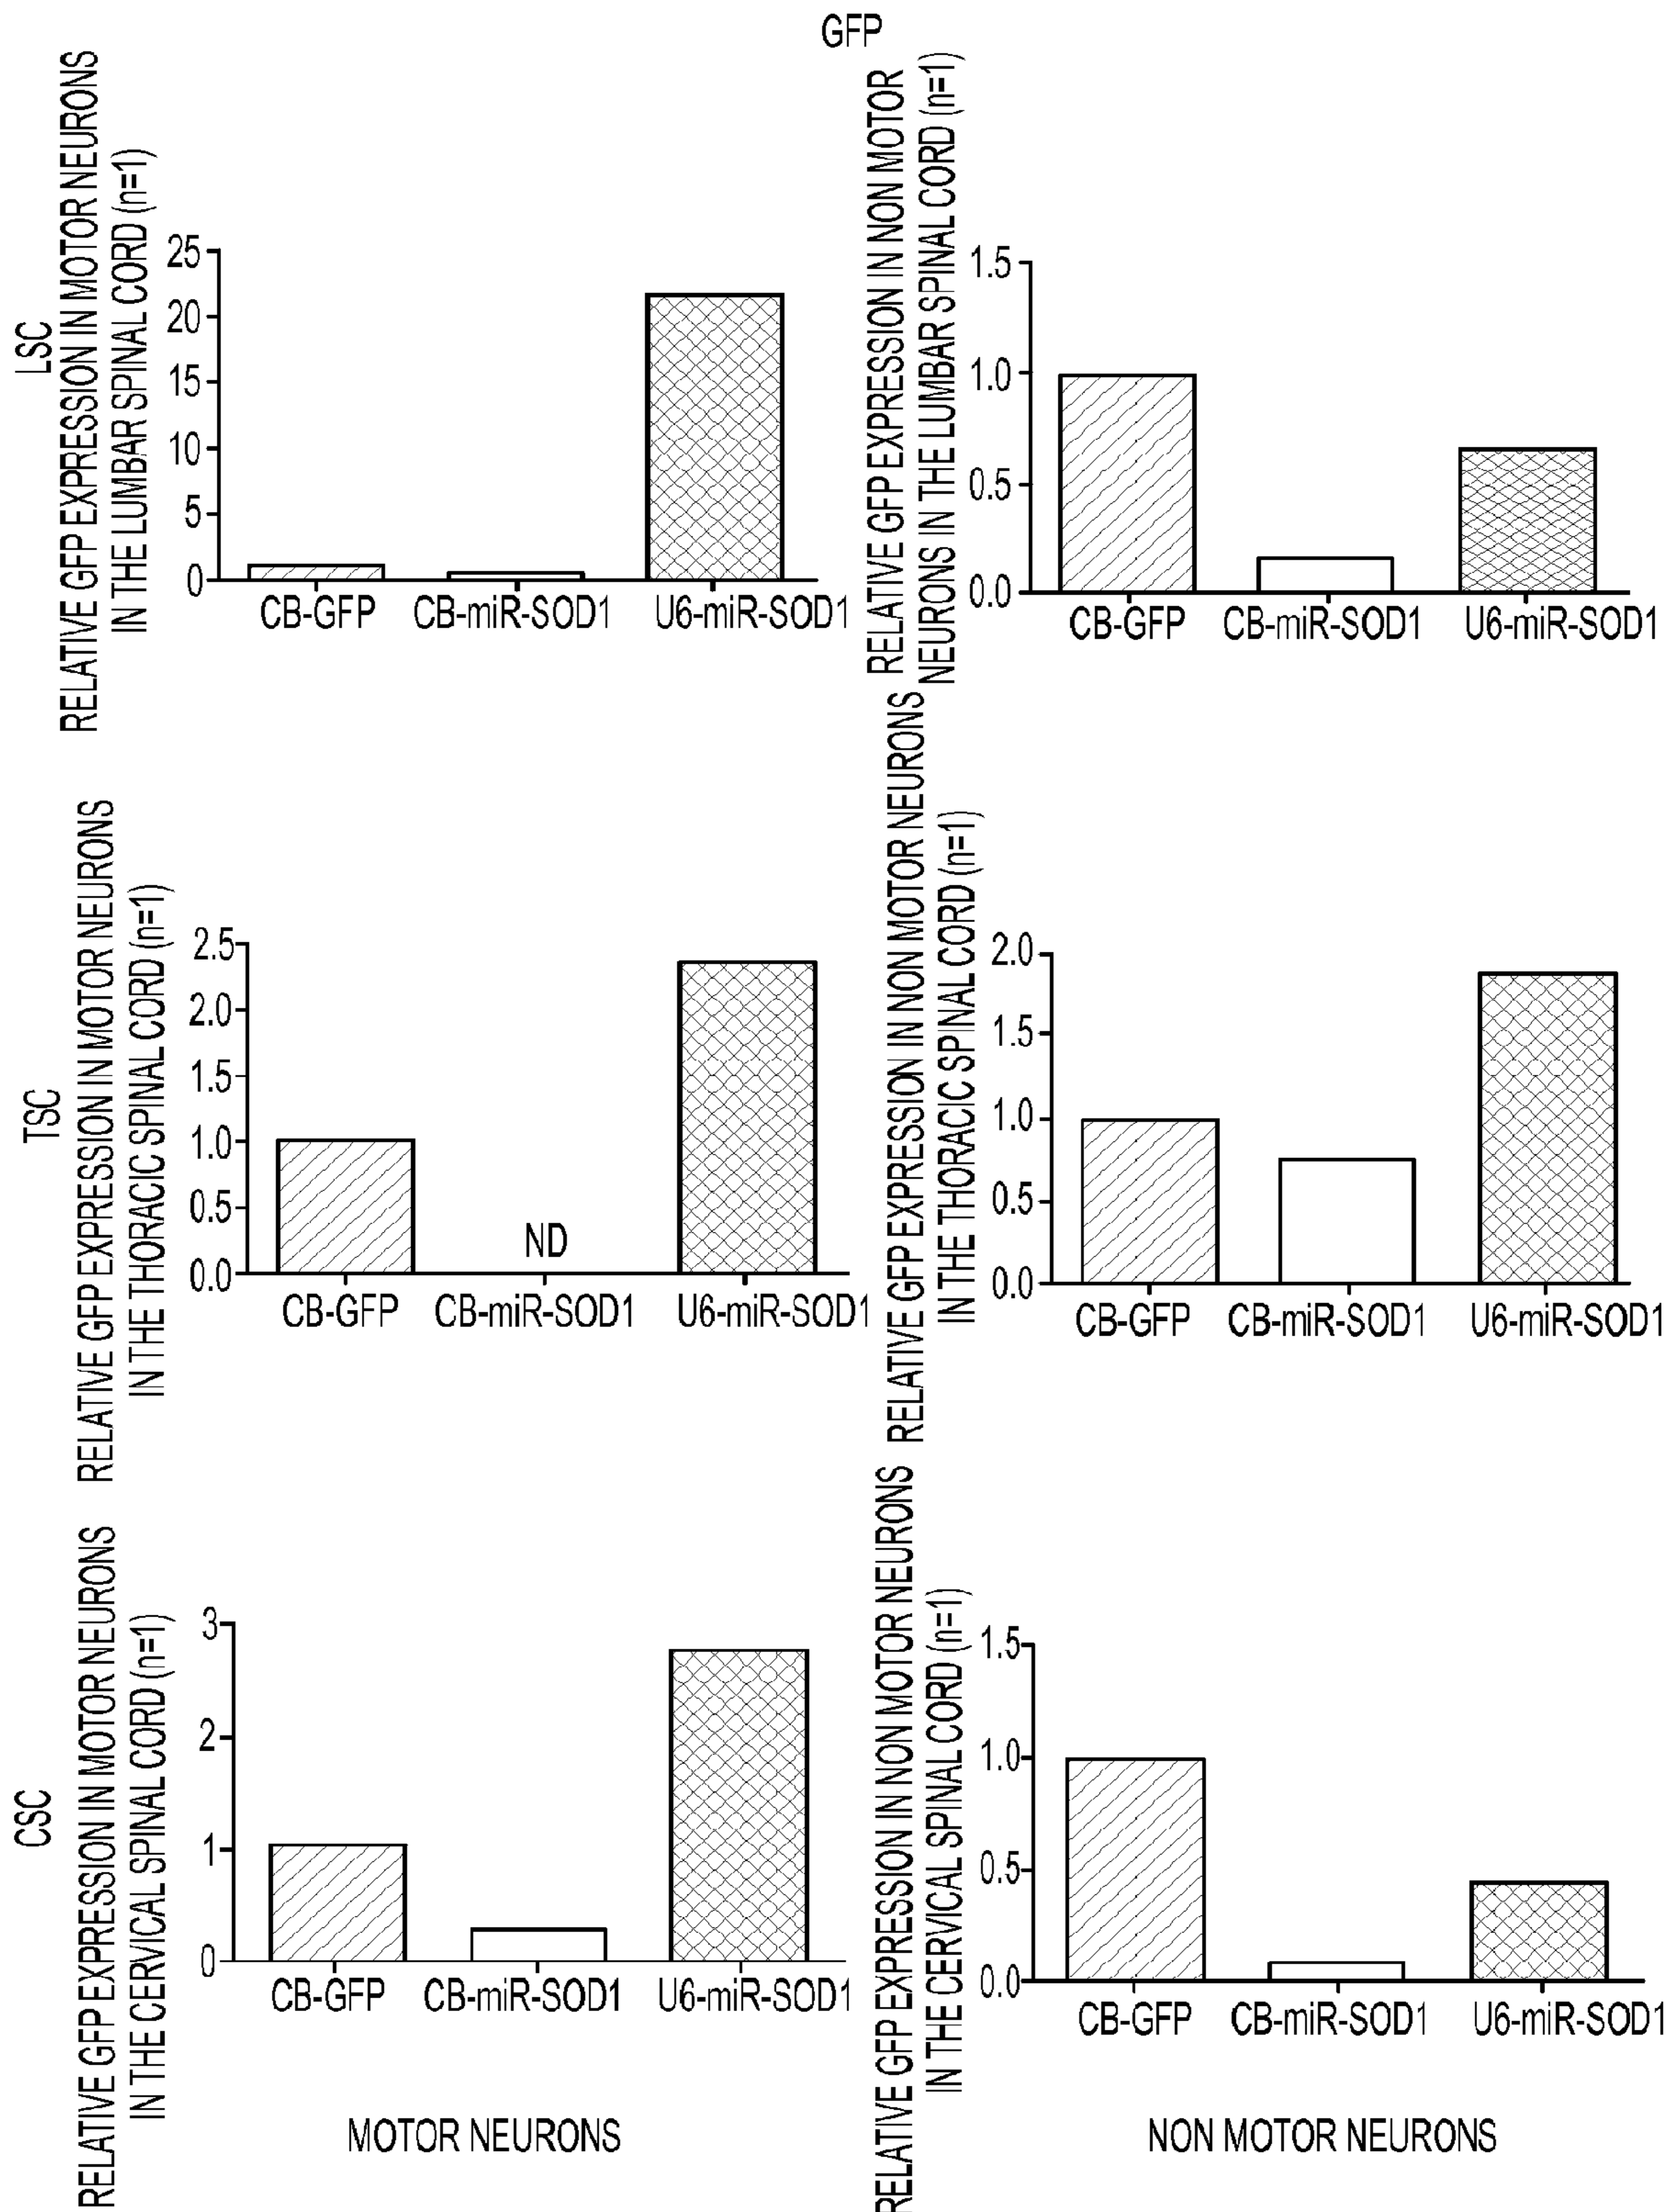 GFP
LSC
RELATIVE GFP EXPRESSION IN MOTOR NEURONS
IN THE LUMBAR SPINAL CORD (n=1)
25
20
15
10
5
0
CB-GFP CB-miR-SOD1 U6-miR-SOD1
RELATIVE GFP EXPRESSION IN NON MOTOR
NEURONS IN THE LUMBAR SPINAL CORD (n=1)
1.5
1.0
0.5
0.0
CB-GFP CB-miR-SOD1 U6-miR-SOD1
TSC
RELATIVE GFP EXPRESSION IN MOTOR NEURONS
IN THE THORACIC SPINAL CORD (n=1)
2.5
2.0
1.5
1.0
0.5
0.0
ND
CB-GFP CB-miR-SOD1 U6-miR-SOD1
RELATIVE GFP EXPRESSION IN NON MOTOR NEURONS
IN THE THORACIC SPINAL CORD (n=1)
2.0
1.5
1.0
0.5
0.0
CB-GFP CB-miR-SOD1 U6-miR-SOD1
CSC
RELATIVE GFP EXPRESSION IN MOTOR NEURONS
IN THE CERVICAL SPINAL CORD (n=1)
3
2
1
0
CB-GFP CB-miR-SOD1 U6-miR-SOD1
RELATIVE GFP EXPRESSION IN NON MOTOR NEURONS
IN THE CERVICAL SPINAL CORD (n=1)
1.5
1.0
0.5
0.0
CB-GFP CB-miR-SOD1 U6-miR-SOD1
MOTOR NEURONS
NON MOTOR NEURONS